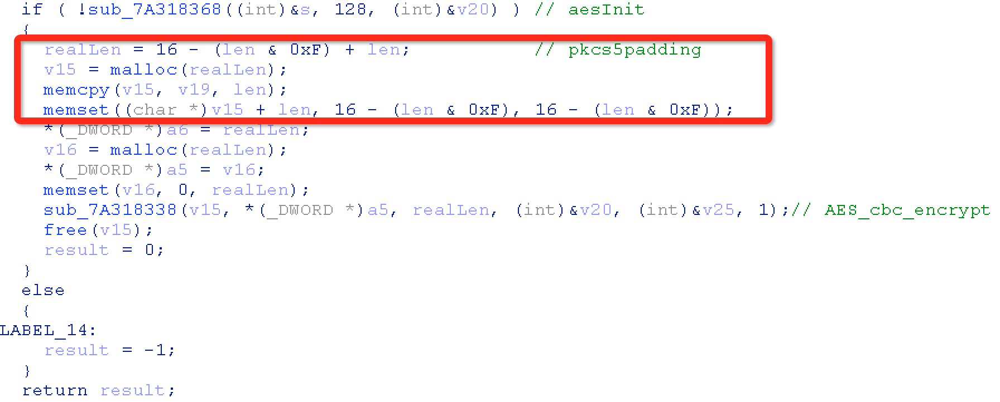 if ( !sub_7A318368((int)&s, 128, (int)&v20) ) // aesInit
{
realLen = 16 - (len & 0xF) + len; // pkcs5padding
v15 = malloc(realLen);
memcpy(v15, v19, len);
memset((char *)v15 + len, 16 - (len & 0xF), 16 - (len & 0xF));
*(_DWORD *)a6 = realLen;
v16 = malloc(realLen);
*(_DWORD *)a5 = v16;
memset(v16, 0, realLen);
sub_7A318338(v15, *(_DWORD *)a5, realLen, (int)&v20, (int)&v25, 1);// AES_cbc_encrypt
free(v15);
result = 0;
}
else
{
LABEL_14:
result = -1;
}
return result;